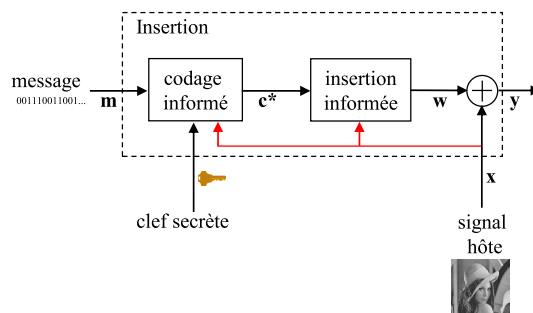 Insertion
message
001110011001...
m
codage
informé
c*
insertion
informée
w
y
x
clef secrète
signal
hôte